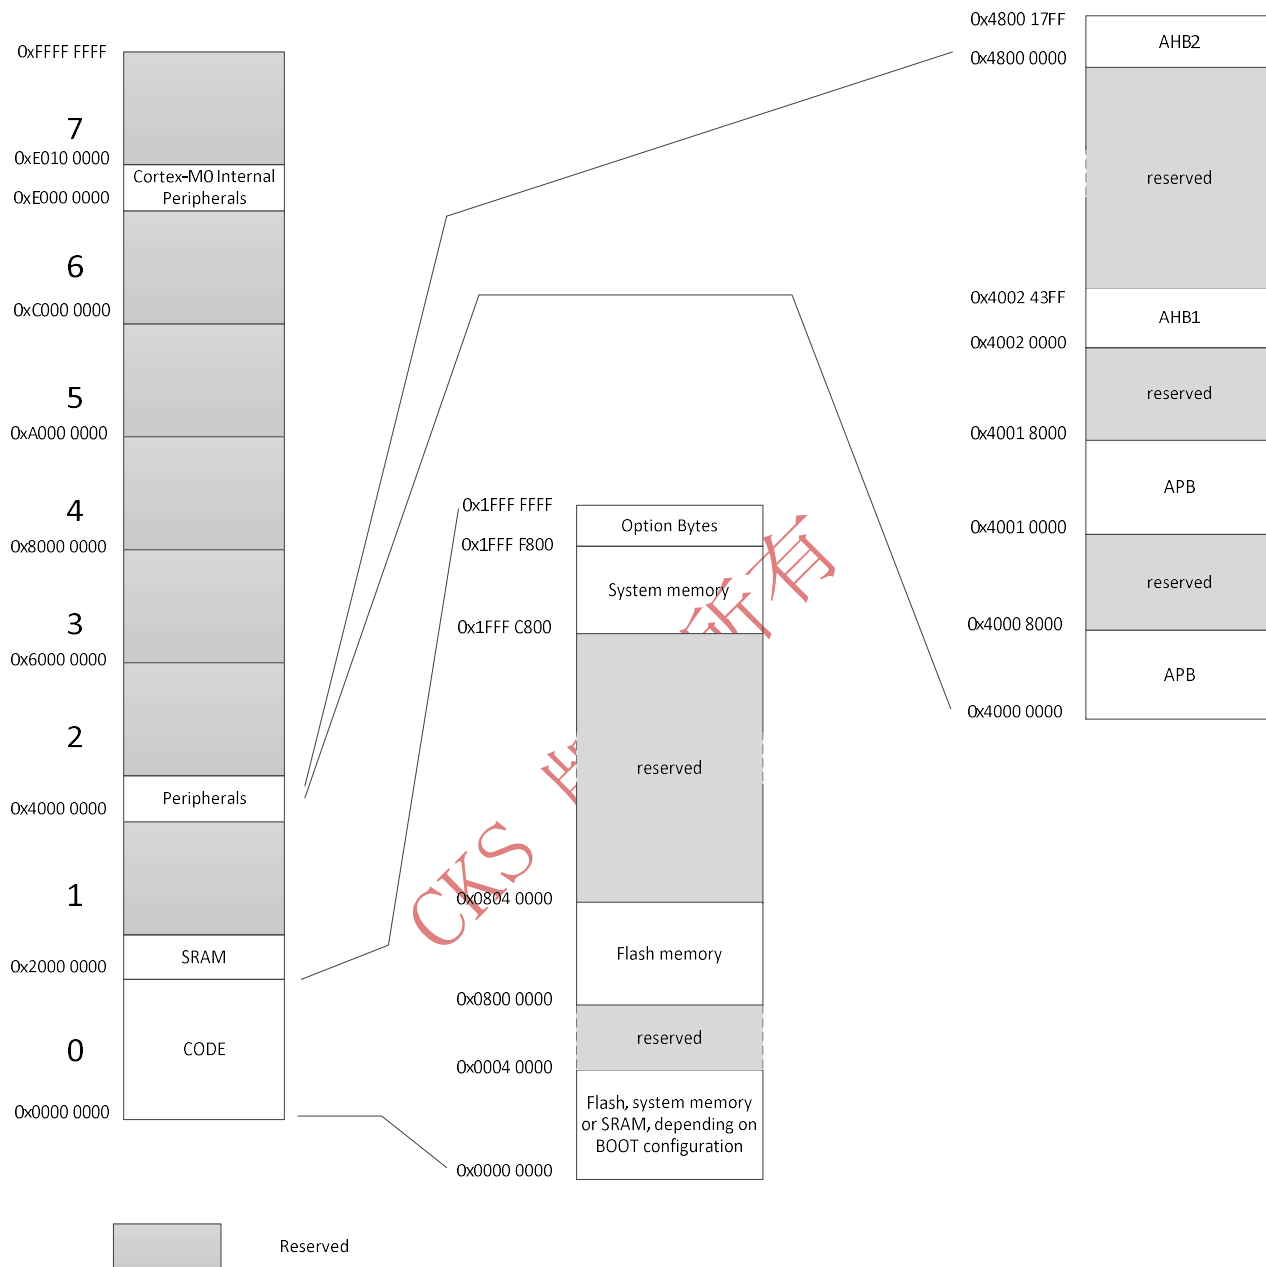 0xFFFF FFFF
7
0xE010 0000
Cortex-M0 Internal
Peripherals
0xE000 0000
6
0xC000 0000
5
0xA000 0000
4
0x8000 0000
3
0x6000 0000
2
Peripherals
0x4000 0000
1
SRAM
0x2000 0000
CODE
0
0x0000 0000
0x1FFF FFFF
Option Bytes
0x1FFF F800
System memory
0x1FFF C800
reserved
0x0804 0000
Flash memory
0x0800 0000
reserved
0x0004 0000
Flash, system memory
or SRAM, depending on
BOOT configuration
0x0000 0000
0x4800 17FF
AHB2
0x4800 0000
reserved
0x4002 43FF
AHB1
0x4002 0000
reserved
0x4001 8000
APB
0x4001 0000
reserved
0x4000 8000
APB
0x4000 0000
CKS 所有
Reserved